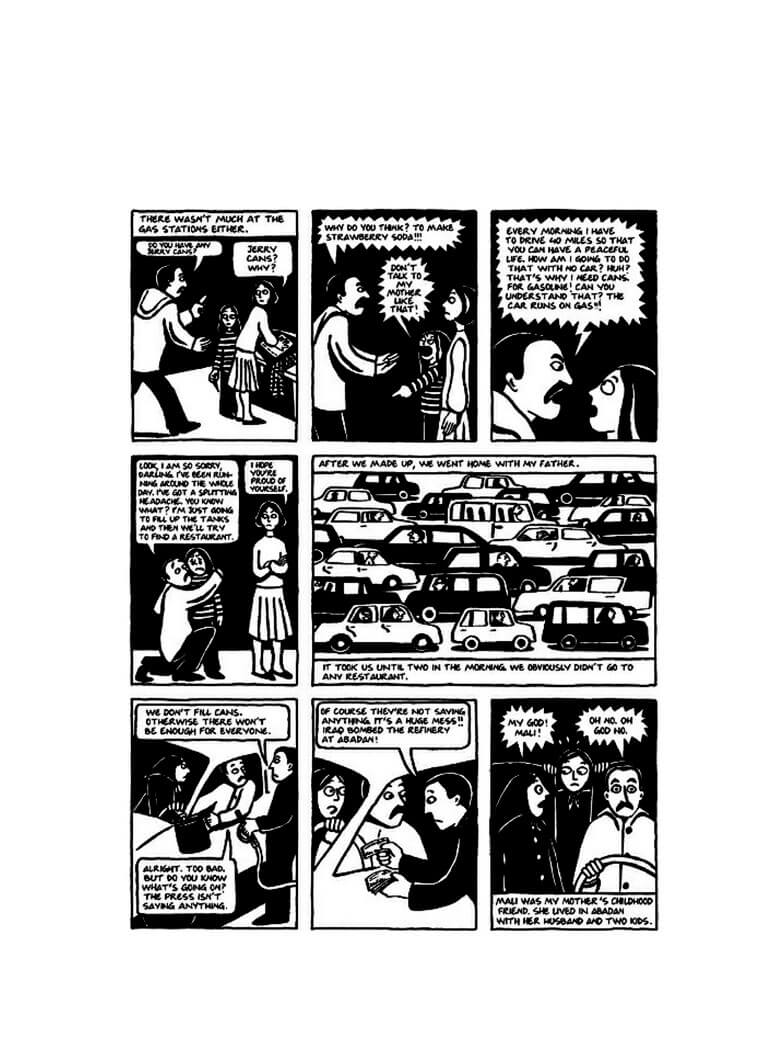 THERE WASN'T MUCH AT THE
GAS STATIONS EITHER.
DO YOU HAVE ANY
JERRY CANS?
JERRY
CANS?
WHY?
WHY DO YOU THINK? TO MAKE
STRAWBERRY SODA!!!
DON'T
TALK TO
MY
MOTHER
LIKE
THAT!
EVERY MORNING I HAVE
TO DRIVE 40 MILES SO THAT
YOU CAN HAVE A PEACEFUL
LIFE. HOW AM I GOING TO DO
THAT WITH NO CAR? HUH?
THAT'S WHY I NEED CANS.
FOR GASOLINE! CAN YOU
UNDERSTAND THAT? THE
CAR RUNS ON GAS!!
LOOK, I AM SO SORRY,
DARLING. I'VE BEEN RUN-
NING AROUND THE WHOLE
DAY. I'VE GOT A SPLITTING
HEADACHE. YOU KNOW
WHAT? I'M JUST GOING
TO FILL UP THE TANKS
AND THEN WE'LL TRY
TO FIND A RESTAURANT.
I HOPE
YOU'RE
PROUD OF
YOURSELF.
AFTER WE MADE UP, WE WENT HOME WITH MY FATHER.
IT TOOK US UNTIL TWO IN THE MORNING. WE OBVIOUSLY DIDN'T GO TO
ANY RESTAURANT.
WE DON'T FILL CANS.
OTHERWISE THERE WON'T
BE ENOUGH FOR EVERYONE.
ALRIGHT. TOO BAD.
BUT DO YOU KNOW
WHAT'S GOING ON?
THE PRESS ISN'T
SAYING ANYTHING.
OF COURSE THEY'RE NOT SAYING
ANYTHING. IT'S A HUGE MESS!!
IRAQ BOMBED THE REFINERY
AT ABADAN!
MY GOD!
MALI!
OH NO. OH
GOD NO.
MALI WAS MY MOTHER'S CHILDHOOD
FRIEND. SHE LIVED IN ABADAN
WITH HER HUSBAND AND TWO KIDS.